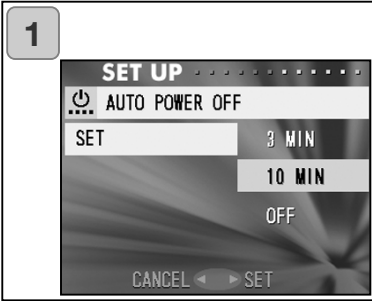 1
SET UP
AUTO POWER OFF
SET
3 MIN
10 MIN
OFF
CANCEL SET